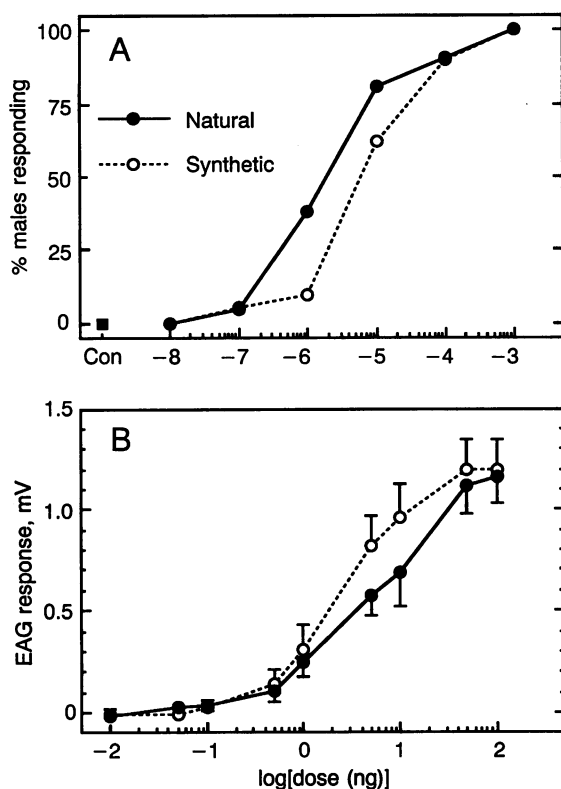 A
100
75
50
25
0
% males responding
Natural
Synthetic
Con −8 −7 −6 −5 −4 −3
B
1.5
1.0
0.5
0
EAG response, mV
−2 −1 0 1 2
log[dose (ng)]